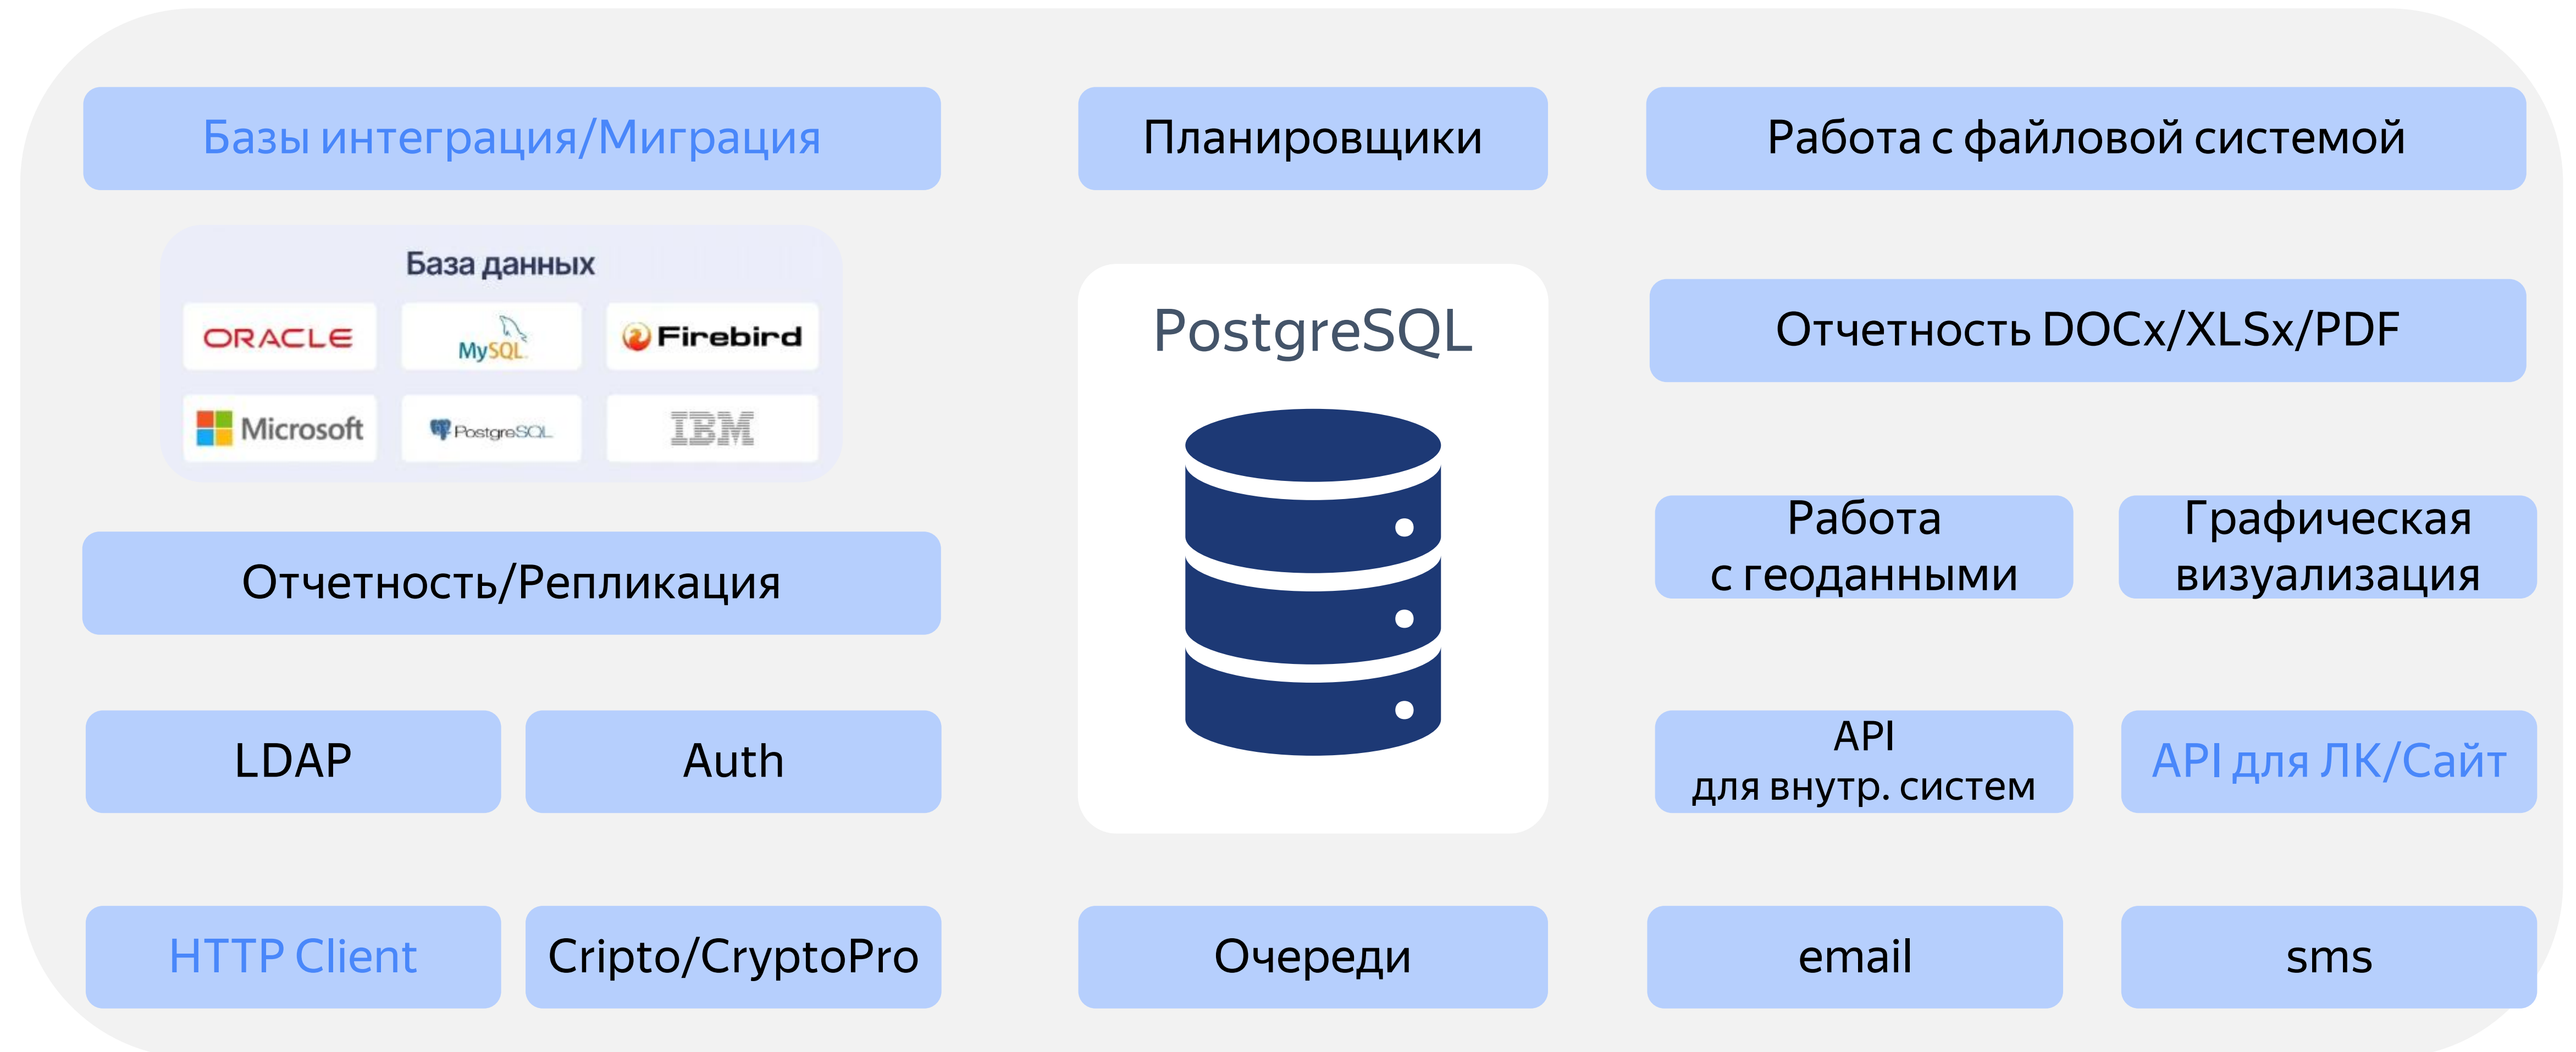 Базы интеграция/Миграция
Планировщики
Работа с файловой системой
База данных
ORACLE
MySQL
Firebird
Microsoft
PostgreSQL
IBM
PostgreSQL
Отчетность DOCx/XLSx/PDF
Отчетность/Репликация
Работа
с геоданными
Графическая
визуализация
LDAP
Auth
API
для внутр. систем
API для ЛК/Сайт
HTTP Client
Cripto/CryptoPro
Очереди
email
sms